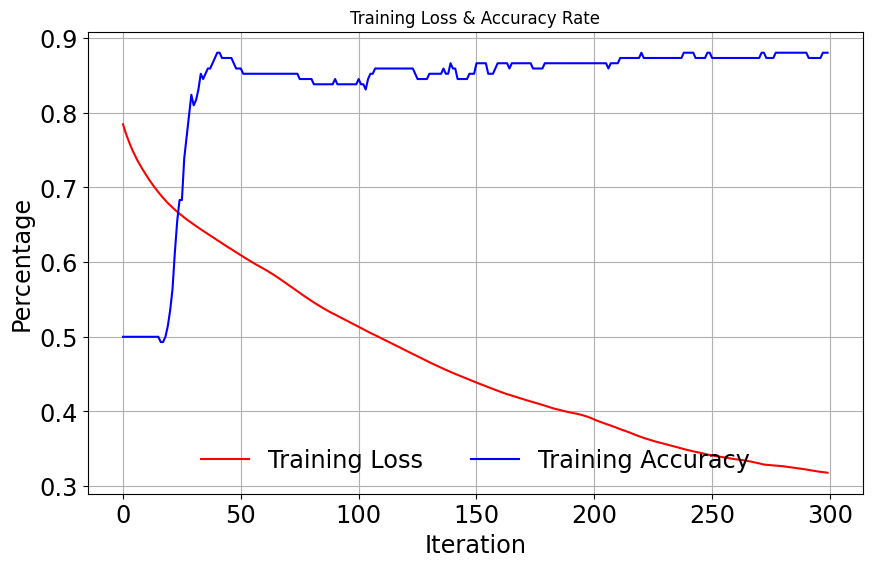 Training Loss & Accuracy Rate
Percentage
0.9
0.8
0.7
0.6
0.5
0.4
0.3
Training Loss
Training Accuracy
0 50 100 150 200 250 300
Iteration